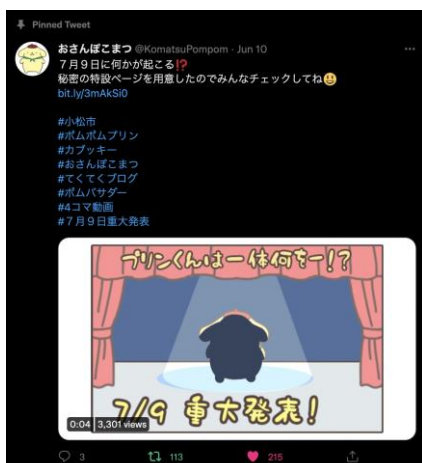 Pinned Tweet
おさんぽこまつ @KomatsuPompom · Jun 10
７月９日に何かが起こる⁉️
秘密の特設ページを用意したのでみんなチェックしてね😃
bit.ly/3mAkSi0
#小松市
#ポムポムプリン
#カブッキー
#おさんぽこまつ
#てくてくブログ
#ポムバサダー
#4コマ動画
#７月９日重大発表
プリンくんは一体何を一!?
7/9 重大発表!
0:04 3,301 views
3 113 215